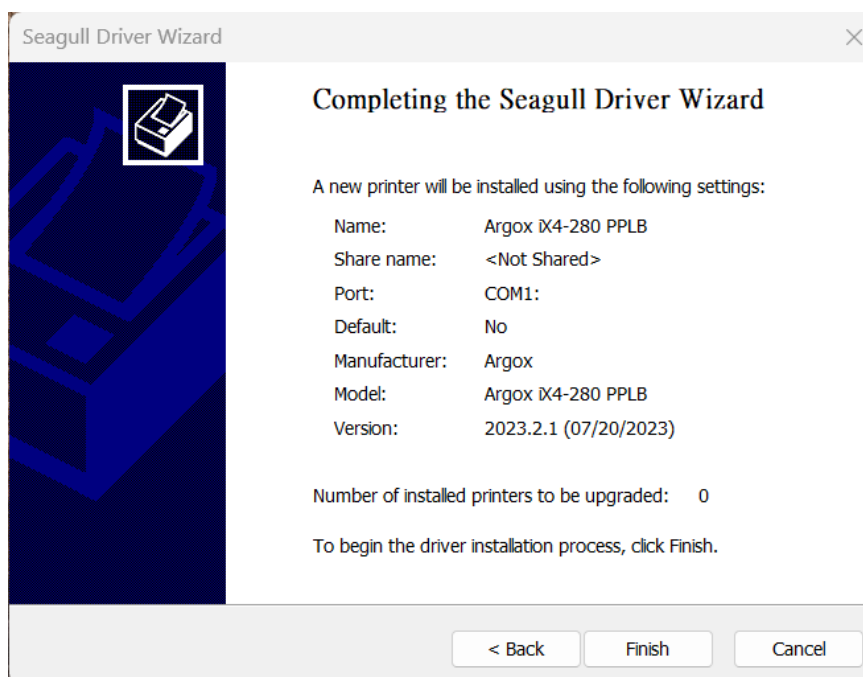 Seagull Driver Wizard
Completing the Seagull Driver Wizard
A new printer will be installed using the following settings:
Name: Argox iX4-280 PPLB
Share name: <Not Shared>
Port: COM1:
Default: No
Manufacturer: Argox
Model: Argox iX4-280 PPLB
Version: 2023.2.1 (07/20/2023)
Number of installed printers to be upgraded: 0
To begin the driver installation process, click Finish.
< Back Finish Cancel